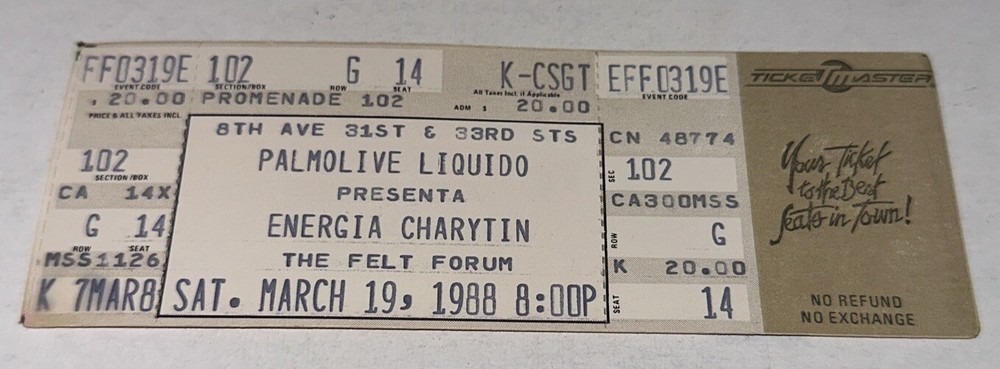 FF0319E 102 G 14 K-CSGT
EVENT CODE SECTION/BOX ROW SEAT All Taxes Incl. if Applicable
20.00 PROMENADE 102 ADM $ 20.00
PRICE & ALL TAXES INCL.
8TH AVE 31ST & 33RD STS
102
SECTION/BOX
PALMOLIVE LIQUIDO
CA 14X
PRESENTA
G 14
ROW SEAT
ENERGIA CHARYTIN
MSS1126
THE FELT FORUM
K 7MAR8
SAT. MARCH 19, 1988 8:00P
EFF0319E
EVENT CODE
CN 48774
SEC 102
CA300MSS
ROW G
K 20.00
SEAT 14
TICKETMASTER
Your Ticket
to the Best
Seats in Town!
NO REFUND
NO EXCHANGE